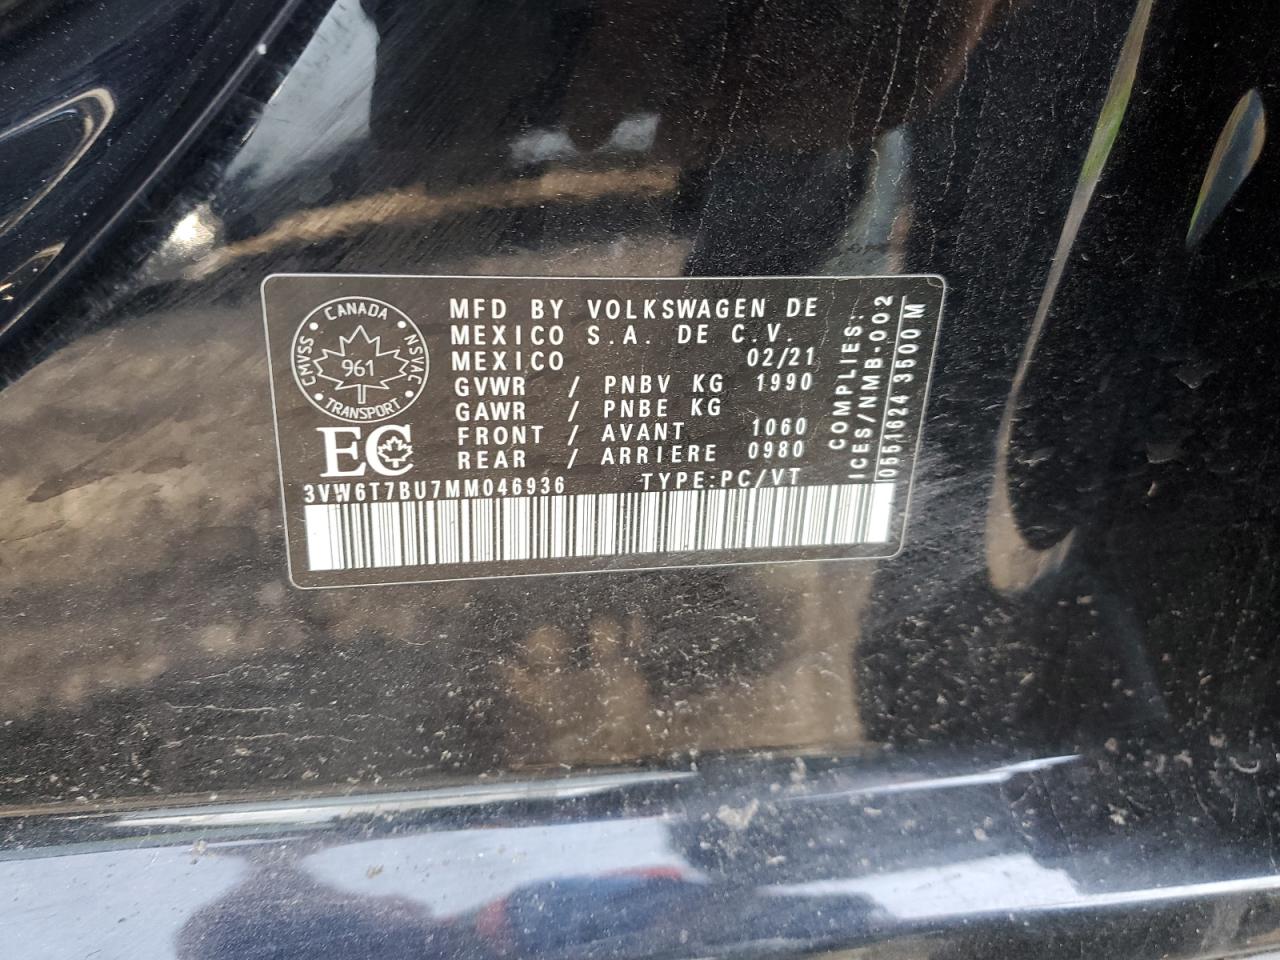 CANADA
CMVSS
NSVAC
961
TRANSPORT
EC
MFD BY VOLKSWAGEN DE
MEXICO S.A. DE C.V.
MEXICO 02/21
GVWR / PNBV KG 1990
GAWR / PNBE KG
FRONT / AVANT 1060
REAR / ARRIERE 0980
3VW6T7BU7MM046936 TYPE:PC/VT
COMPLIES:
ICES/NMB-002
0551624 3500 M